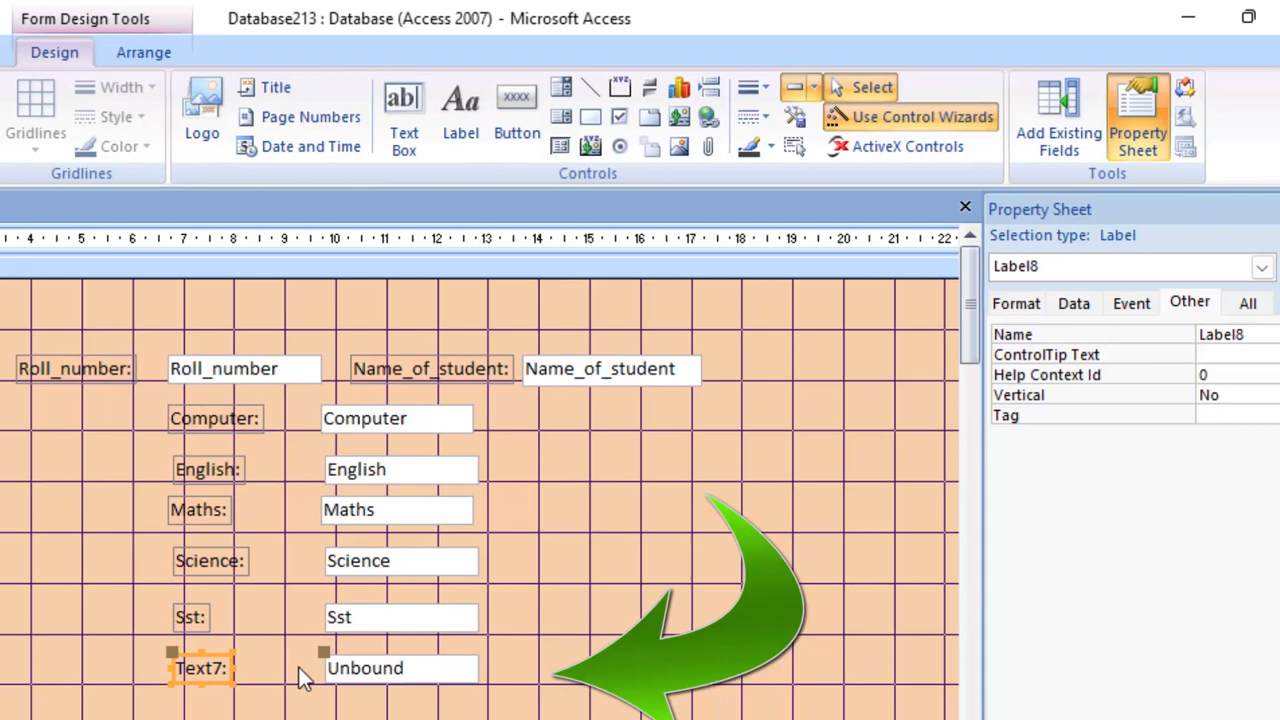 Form Design Tools
Database213 : Database (Access 2007) - Microsoft Access
Design
Arrange
Gridlines
Width
Style
Color
Gridlines
Logo
Title
Page Numbers
Date and Time
ab|
Text
Box
Aa
Label
XXXX
Button
XYZ
Select
Use Control Wizards
ActiveX Controls
Controls
Add Existing
Fields
Property
Sheet
Tools
4 5 6 7 8 9 10 11 12 13 14 15 16 17 18 19 20 21 22
Property Sheet
Selection type: Label
Label8
Format
Data
Event
Other
All
Name Label8
ControlTip Text
Help Context Id 0
Vertical No
Tag
Roll_number: Roll_number Name_of_student: Name_of_student
Computer: Computer
English: English
Maths: Maths
Science: Science
Sst: Sst
Text7: Unbound